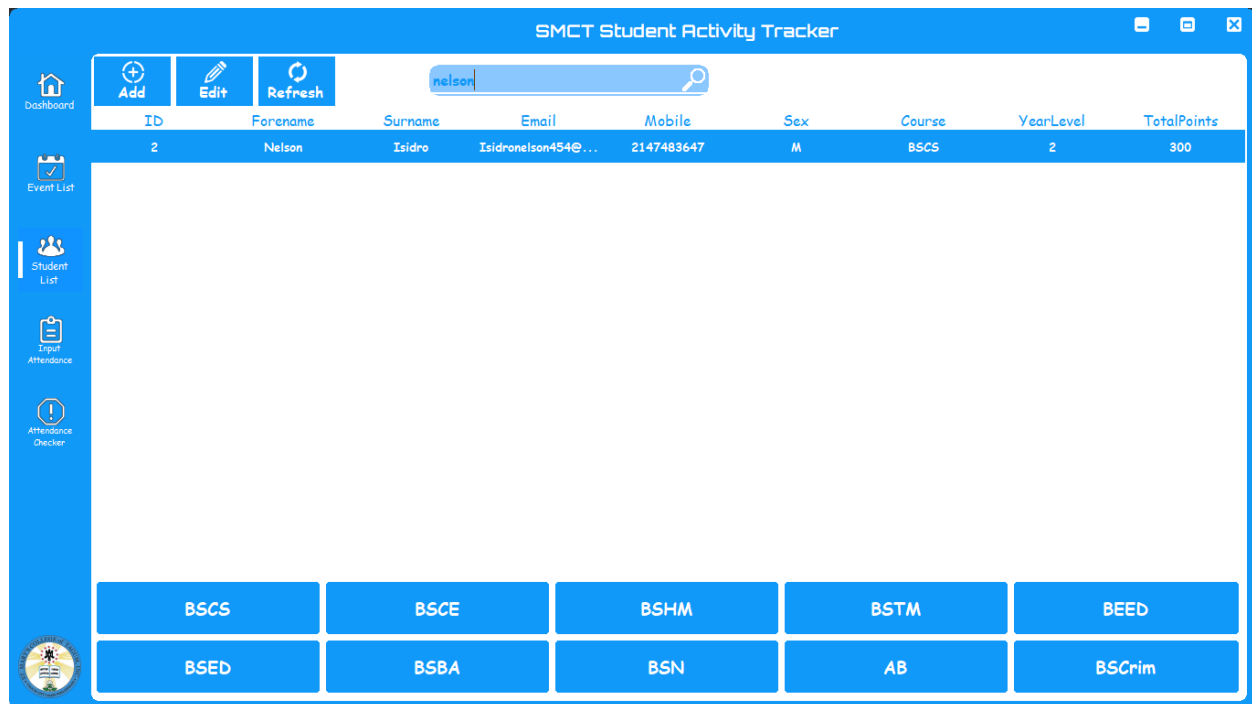 SMCT Student Activity Tracker
Dashboard
Event List
Student
List
Input
Attendance
Attendance
Checker
Add Edit Refresh
nelson
ID Forename Surname Email Mobile Sex Course YearLevel TotalPoints
2 Nelson Isidro Isidronelson454@... 2147483647 M BSCS 2 300
BSCS BSCE BSHM BSTM BEED
BSED BSBA BSN AB BSCrim